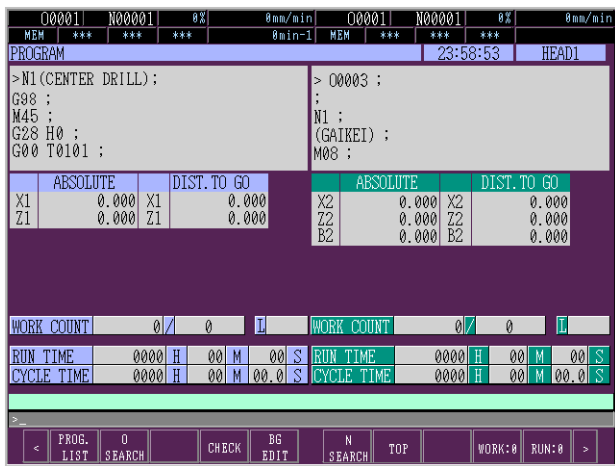 O0001 N00001 0% 0mm/min O0001 N00001 0% 0mm/min
MEM *** *** *** 0min-1 MEM *** *** ***
PROGRAM 23:58:53 HEAD1
>N1(CENTER DRILL);
G98 ;
M45 ;
G28 H0 ;
G00 T0101 ;
> O0003 ;
;
N1 ;
(GAIKEI) ;
M08 ;
ABSOLUTE DIST.TO GO ABSOLUTE DIST.TO GO
X1 0.000 X1 0.000 X2 0.000 X2 0.000
Z1 0.000 Z1 0.000 Z2 0.000 Z2 0.000
B2 0.000 B2 0.000
WORK COUNT 0/ 0 L WORK COUNT 0/ 0 L
RUN TIME 0000 H 00 M 00 S RUN TIME 0000 H 00 M 00 S
CYCLE TIME 0000 H 00 M 00.0 S CYCLE TIME 0000 H 00 M 00.0 S
>_
< PROG. LIST O SEARCH CHECK BG EDIT N SEARCH TOP WORK:0 RUN:0 >